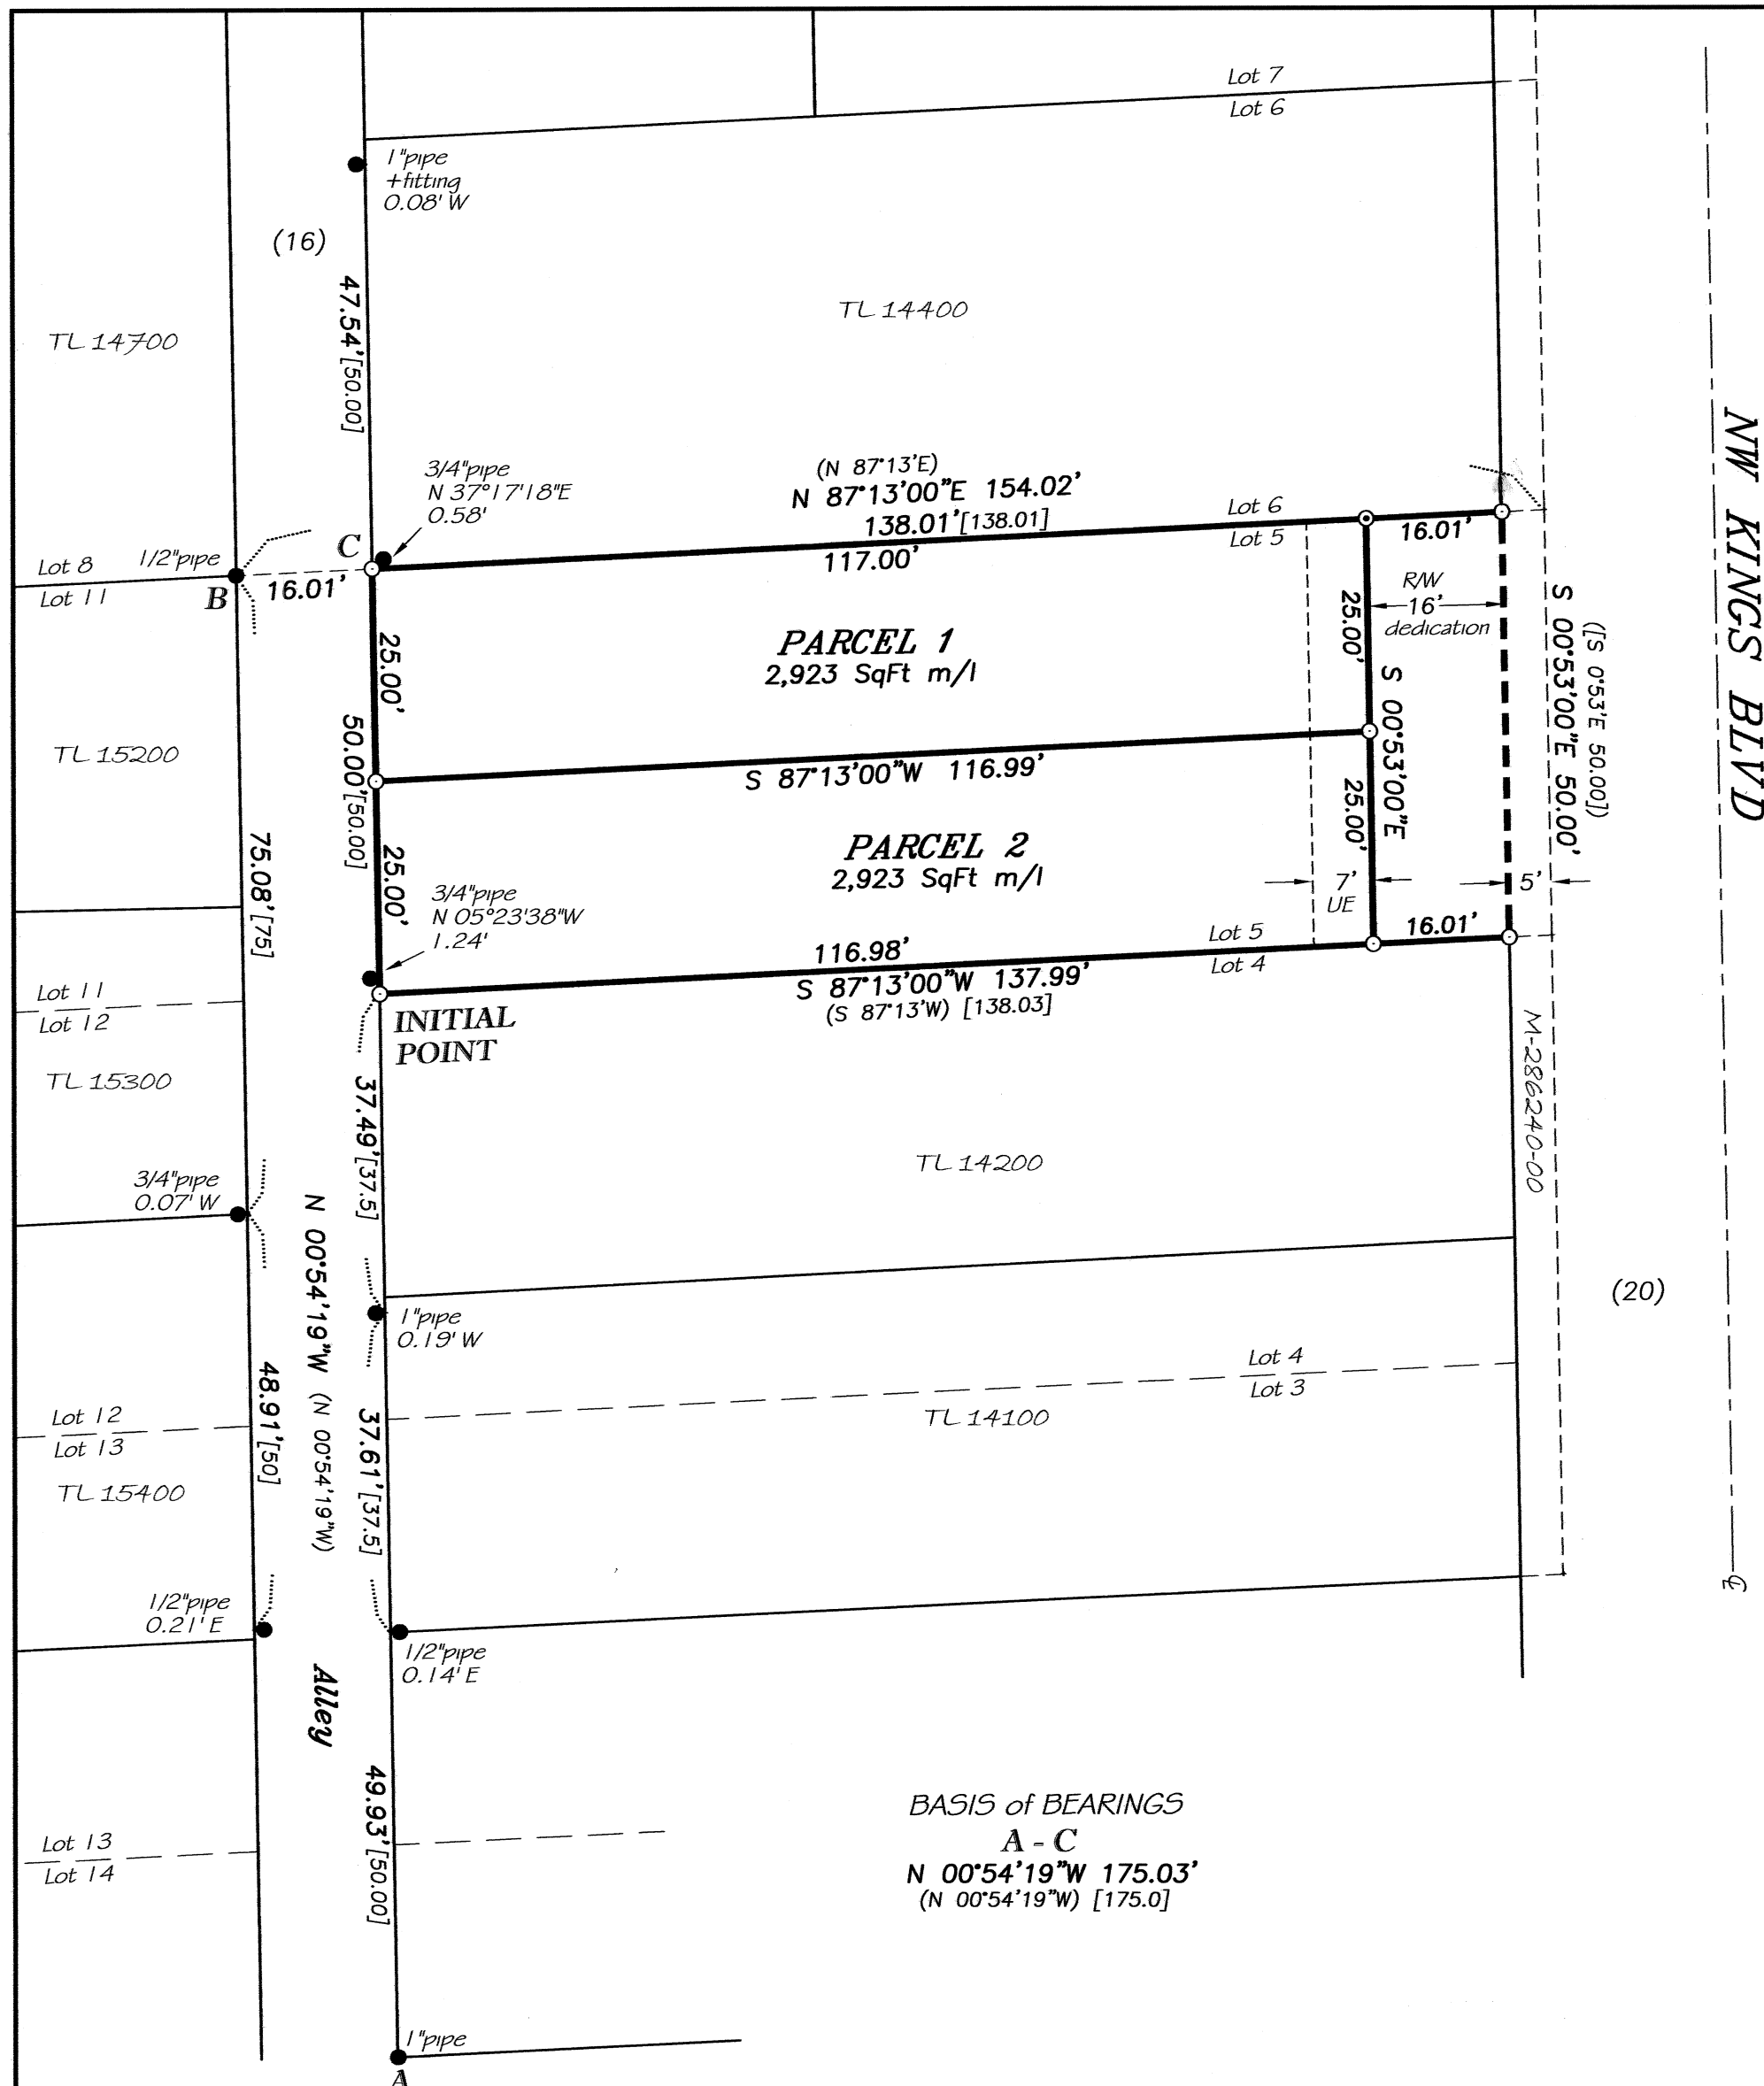 Lot 7
Lot 6
1"pipe
+fitting
0.08' W
(16)
47.54'[50.00]
TL 14400
TL 14700
NW KINGS BLVD
3/4"pipe
N 37°17'18"E
0.58'
(N 87°13'E)
N 87°13'00"E 154.02'
138.01'[138.01]
117.00'
Lot 6
Lot 5
16.01'
C
Lot 8
1/2"pipe
Lot 11
B
16.01'
R/W
16'
dedication
25.00'
25.00'
PARCEL 1
2,923 SqFt m/l
S 00°53'00"E
([S 0°53'E 50.00])
S 00°53'00"E 50.00'
TL 15200
50.00'[50.00]
S 87°13'00"W 116.99'
25.00'
25.00'
PARCEL 2
2,923 SqFt m/l
7'
UE
5'
75.08'[75]
3/4"pipe
N 05°23'38"W
1.24'
116.98'
Lot 5
Lot 4
16.01'
S 87°13'00"W 137.99'
(S 87°13'W) [138.03]
INITIAL
POINT
Lot 11
Lot 12
TL 15300
37.49'[37.5]
M-286240-00
TL 14200
3/4"pipe
0.07' W
N 00°54'19"W (N 00°54'19"W)
(20)
1"pipe
0.19' W
Lot 4
Lot 3
TL 14100
48.91'[50]
37.61'[37.5]
Lot 12
Lot 13
TL 15400
1/2"pipe
0.21' E
1/2"pipe
0.14' E
Alley
49.93'[50.00]
BASIS of BEARINGS
A - C
N 00°54'19"W 175.03'
(N 00°54'19"W) [175.0]
Lot 13
Lot 14
1"pipe
A